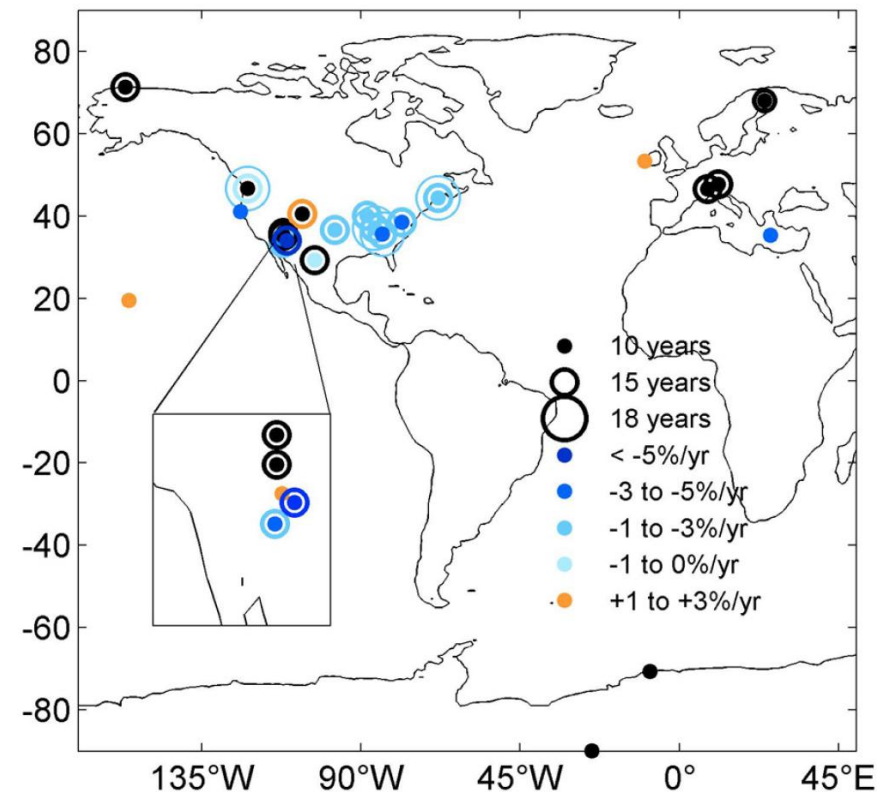 80
60
40
20
0
-20
-40
-60
-80
10 years
15 years
18 years
< -5%/yr
-3 to -5%/yr
-1 to -3%/yr
-1 to 0%/yr
+1 to +3%/yr
135°W 90°W 45°W 0° 45°E